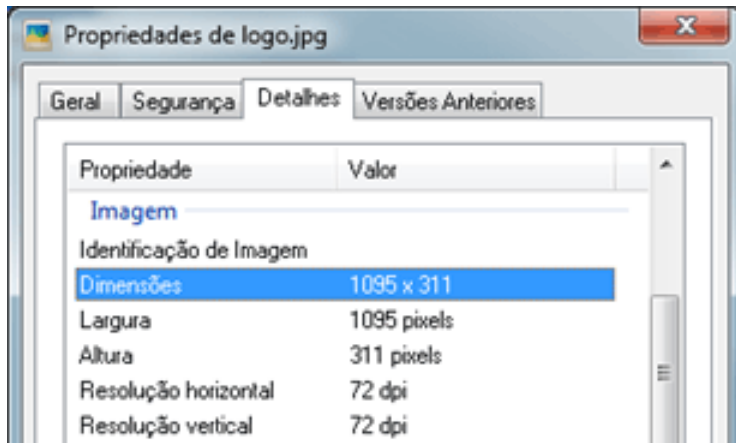 Propriedades de logo.jpg
Geral Segurança Detalhes Versões Anteriores
Propriedade Valor
Imagem
Identificação de Imagem
Dimensões 1095 x 311
Largura 1095 pixels
Altura 311 pixels
Resolução horizontal 72 dpi
Resolução vertical 72 dpi